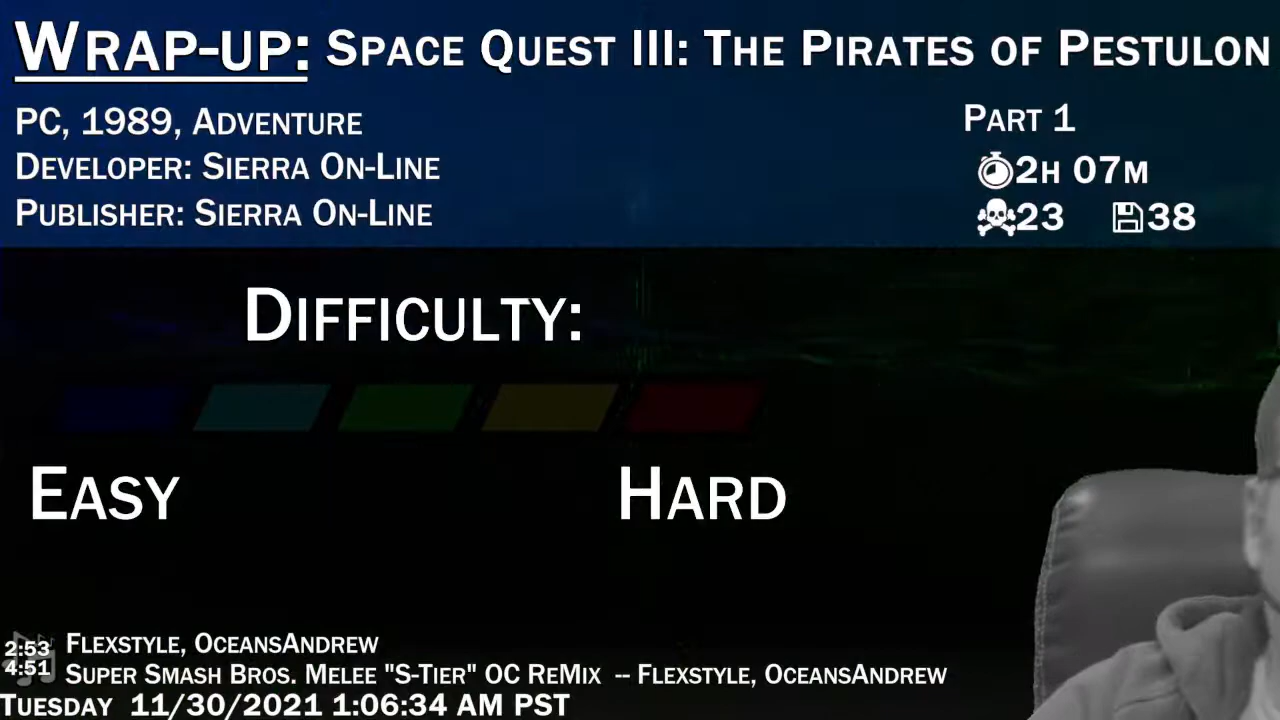 Wrap-up: Space Quest III: The Pirates of Pestulon
PC, 1989, Adventure
Developer: Sierra On-Line
Publisher: Sierra On-Line
Part 1
2h 07m
23 38
Difficulty:
Easy Hard
2:53 Flexstyle, OceansAndrew
4:51 Super Smash Bros. Melee "S-Tier" OC ReMix -- Flexstyle, OceansAndrew
Tuesday 11/30/2021 1:06:34 AM PST